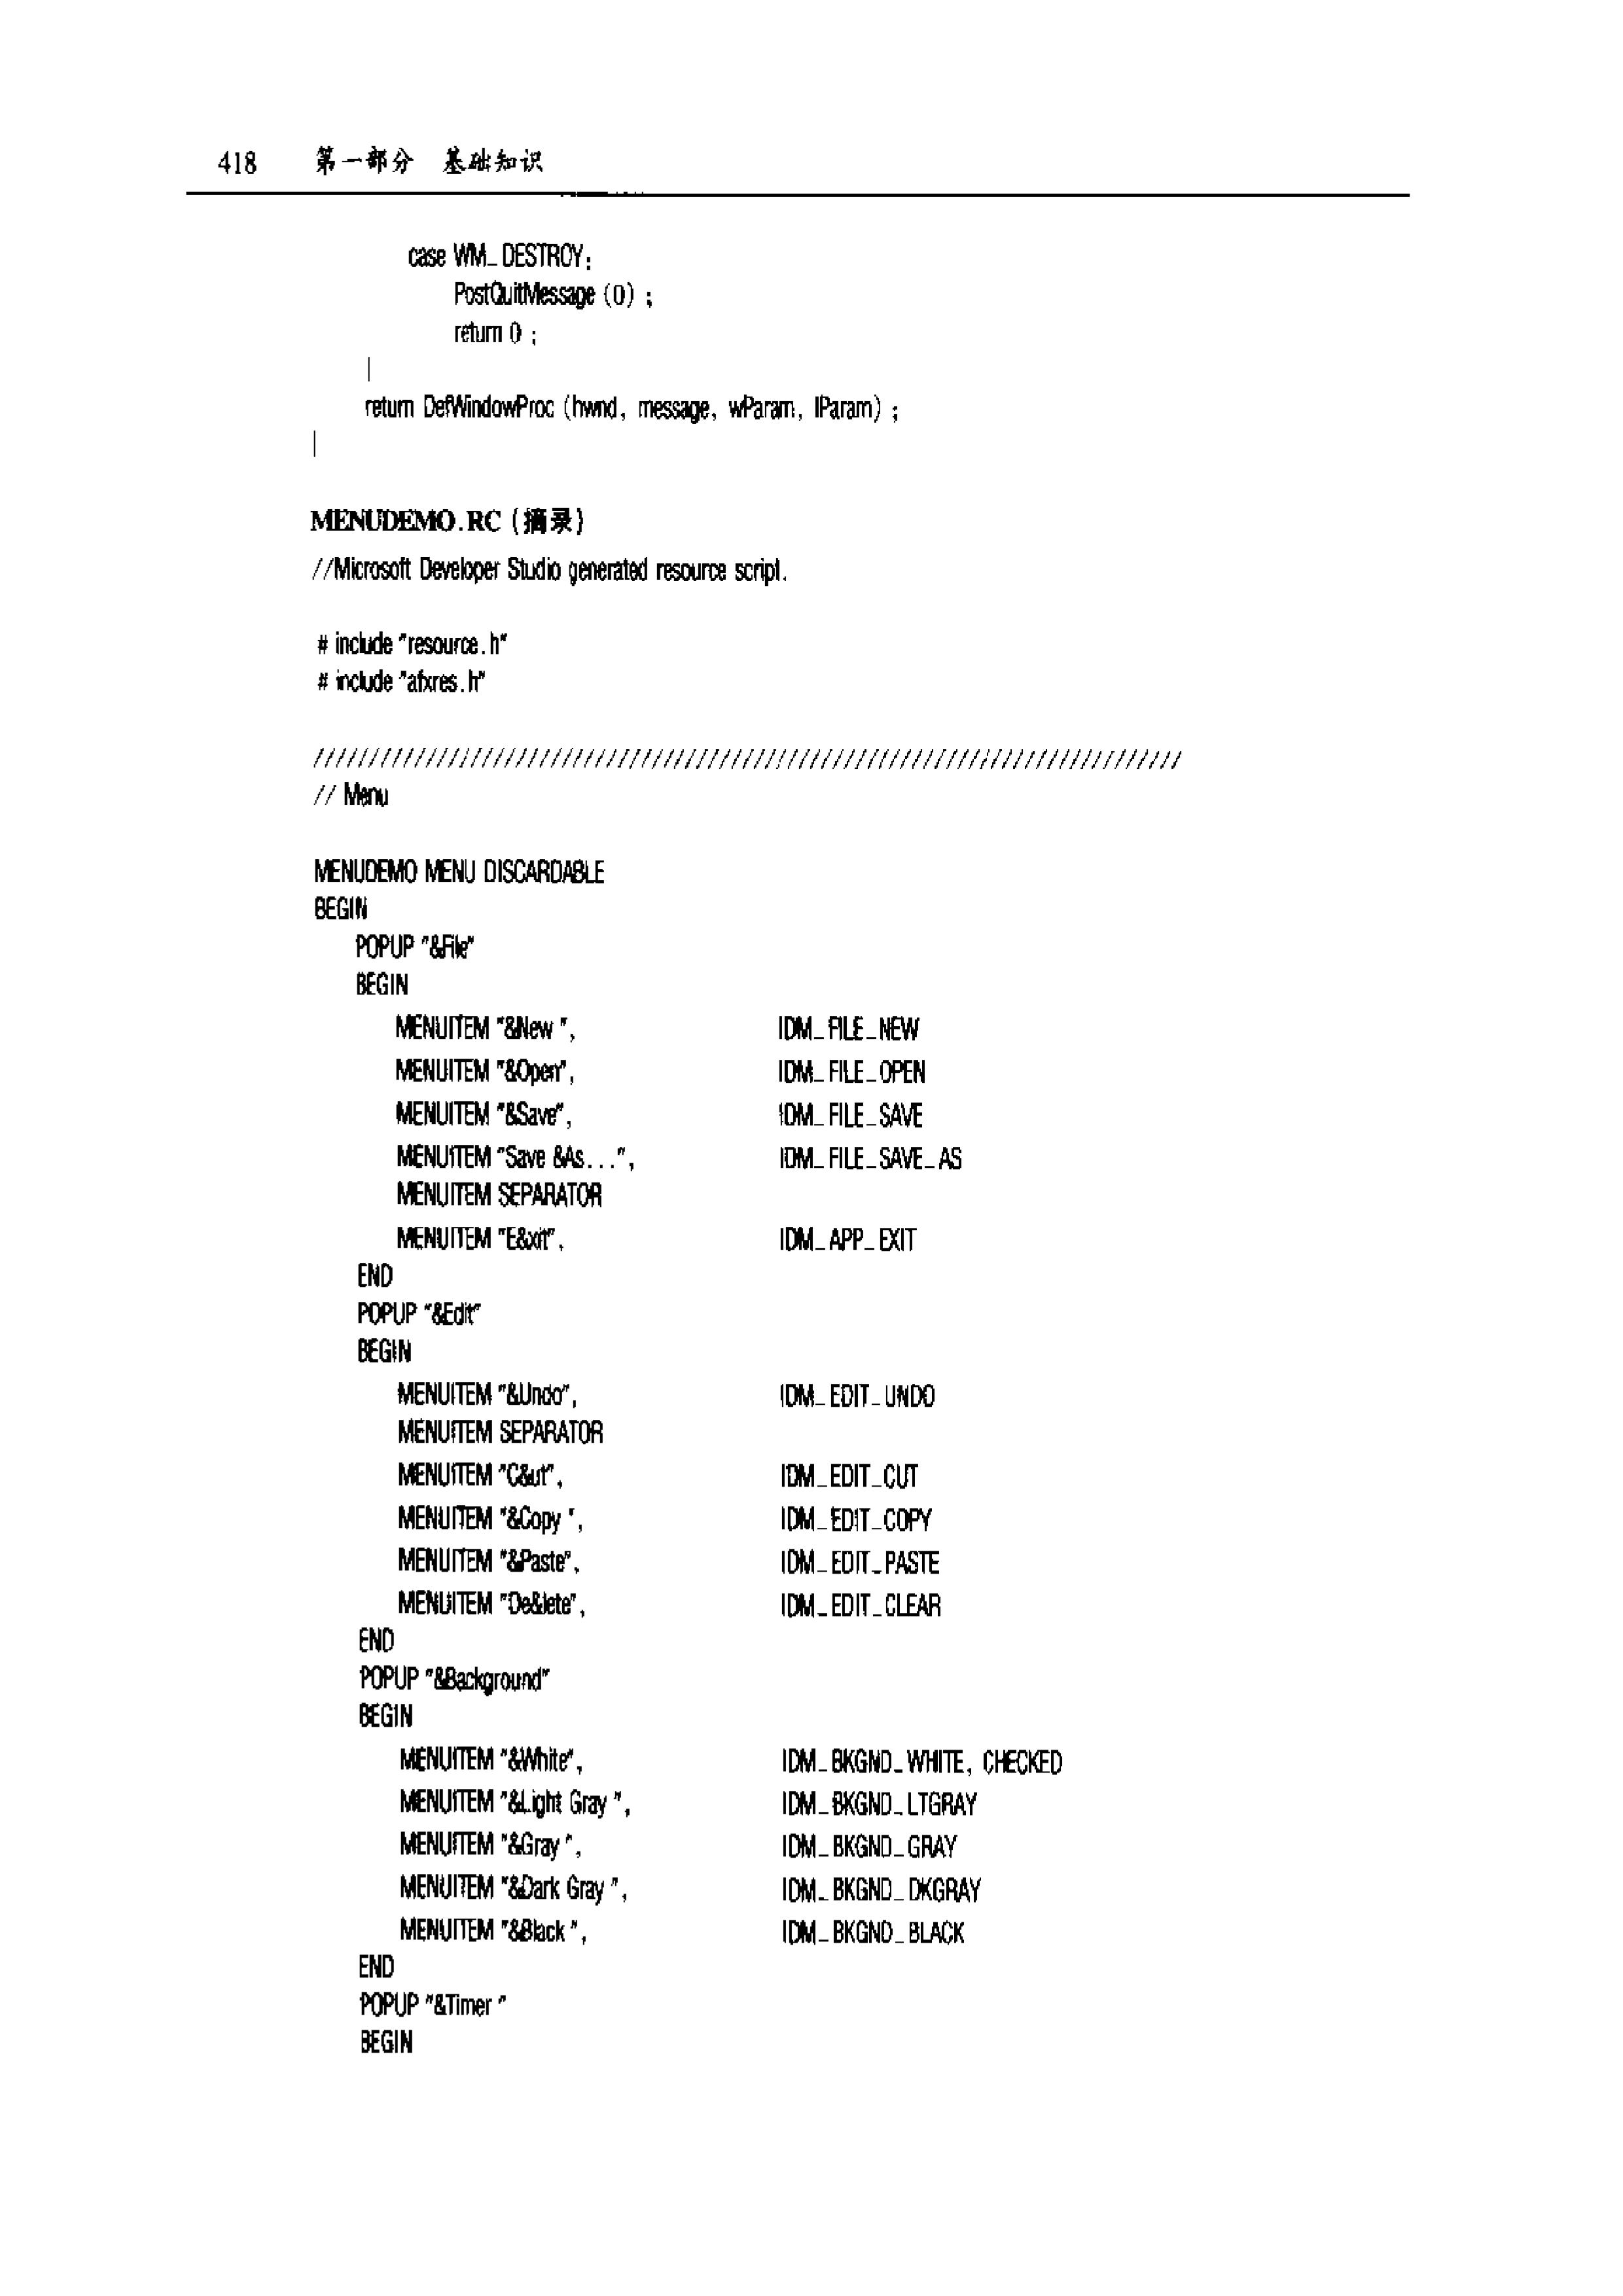 418 第一部分 基础知识
case WM_DESTROY:
PostQuitMessage (0) ;
return 0 ;
}
return DefWindowProc (hwnd, message, wParam, lParam) ;
}
MENUDEMO.RC (摘录)
//Microsoft Developer Studio generated resource script.
# include "resource.h"
# include "afxres.h"
/////////////////////////////////////////////////////////////////////////////
// Menu
MENUDEMO MENU DISCARDABLE
BEGIN
POPUP "&File"
BEGIN
MENUITEM "&New ", IDM_FILE_NEW
MENUITEM "&Open", IDM_FILE_OPEN
MENUITEM "&Save", IDM_FILE_SAVE
MENUITEM "Save &As...", IDM_FILE_SAVE_AS
MENUITEM SEPARATOR
MENUITEM "E&xit", IDM_APP_EXIT
END
POPUP "&Edit"
BEGIN
MENUITEM "&Undo", IDM_EDIT_UNDO
MENUITEM SEPARATOR
MENUITEM "C&ut", IDM_EDIT_CUT
MENUITEM "&Copy ", IDM_EDIT_COPY
MENUITEM "&Paste", IDM_EDIT_PASTE
MENUITEM "De&lete", IDM_EDIT_CLEAR
END
POPUP "&Background"
BEGIN
MENUITEM "&White", IDM_BKGND_WHITE, CHECKED
MENUITEM "&Light Gray ", IDM_BKGND_LTGRAY
MENUITEM "&Gray ", IDM_BKGND_GRAY
MENUITEM "&Dark Gray ", IDM_BKGND_DKGRAY
MENUITEM "&Black ", IDM_BKGND_BLACK
END
POPUP "&Timer "
BEGIN